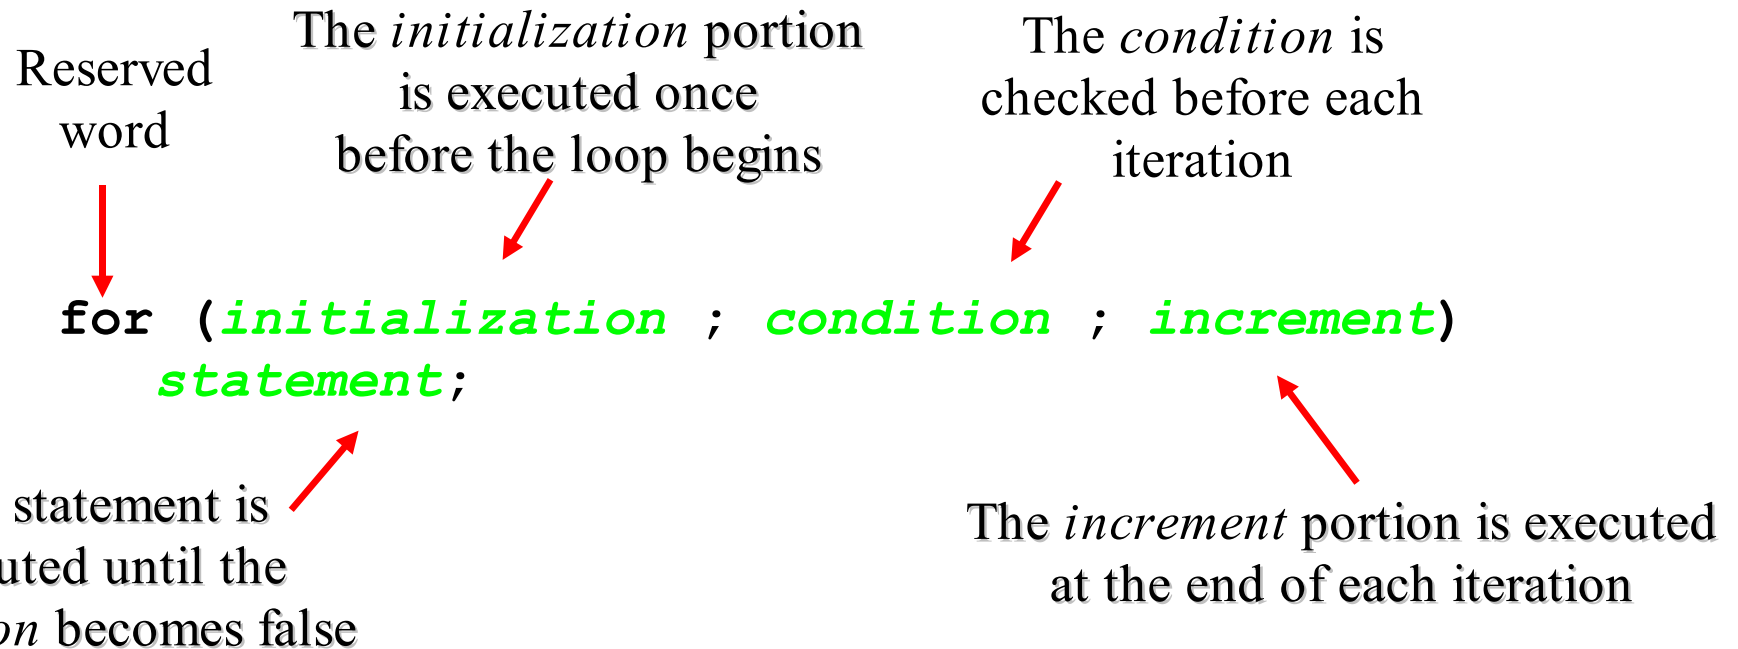 Reserved
word
The initialization portion
is executed once
before the loop begins
The condition is
checked before each
iteration
for (initialization ; condition ; increment)
statement;
statement is
until the
becomes false
The increment portion is executed
at the end of each iteration